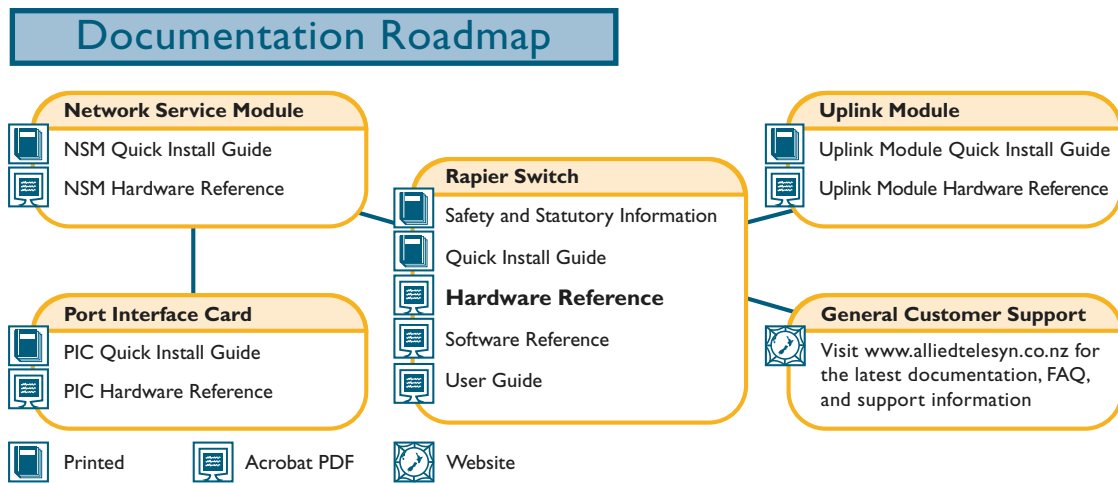 Documentation Roadmap
Network Service Module
NSM Quick Install Guide
NSM Hardware Reference
Port Interface Card
PIC Quick Install Guide
PIC Hardware Reference
Rapier Switch
Safety and Statutory Information
Quick Install Guide
Hardware Reference
Software Reference
User Guide
Uplink Module
Uplink Module Quick Install Guide
Uplink Module Hardware Reference
General Customer Support
Visit www.alliedtelesyn.co.nz for
the latest documentation, FAQ,
and support information
Printed
Acrobat PDF
Website